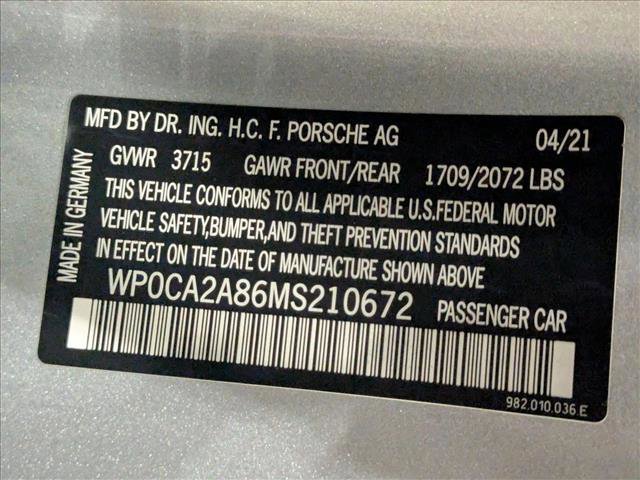 MFD BY DR. ING. H.C. F. PORSCHE AG 04/21
GVWR 3715 GAWR FRONT/REAR 1709/2072 LBS
THIS VEHICLE CONFORMS TO ALL APPLICABLE U.S.FEDERAL MOTOR
VEHICLE SAFETY,BUMPER,AND THEFT PREVENTION STANDARDS
IN EFFECT ON THE DATE OF MANUFACTURE SHOWN ABOVE
WP0CA2A86MS210672 PASSENGER CAR
982.010.036.E
MADE IN GERMANY